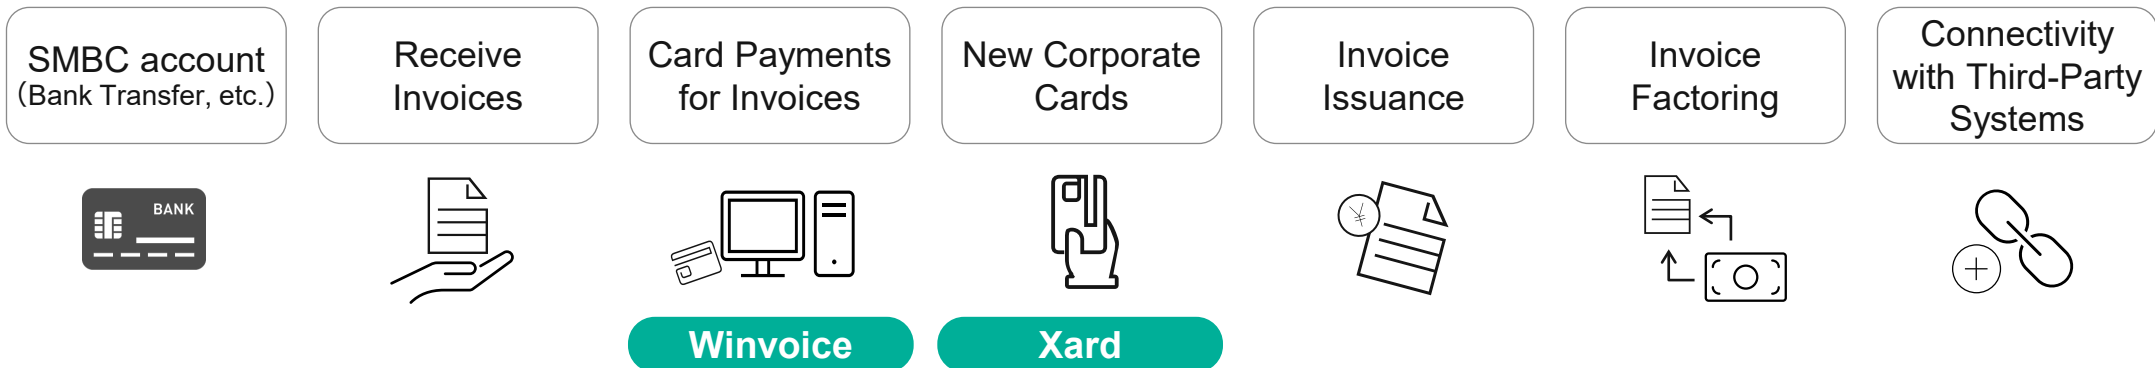 SMBC account
（Bank Transfer, etc.）
Receive
Invoices
Card Payments
for Invoices
New Corporate
Cards
Invoice
Issuance
Invoice
Factoring
Connectivity
with Third-Party
Systems
BANK
¥
Winvoice
Xard